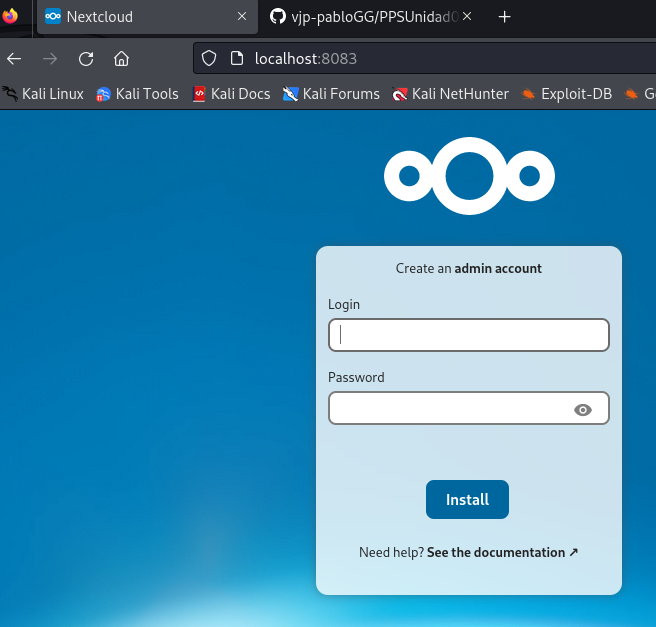 Nextcloud
vjp-pabloGG/PPSUnidad
localhost:8083
Kali Linux Kali Tools Kali Docs Kali Forums Kali NetHunter Exploit-DB
Create an admin account
Login
Password
Install
Need help? See the documentation ↗